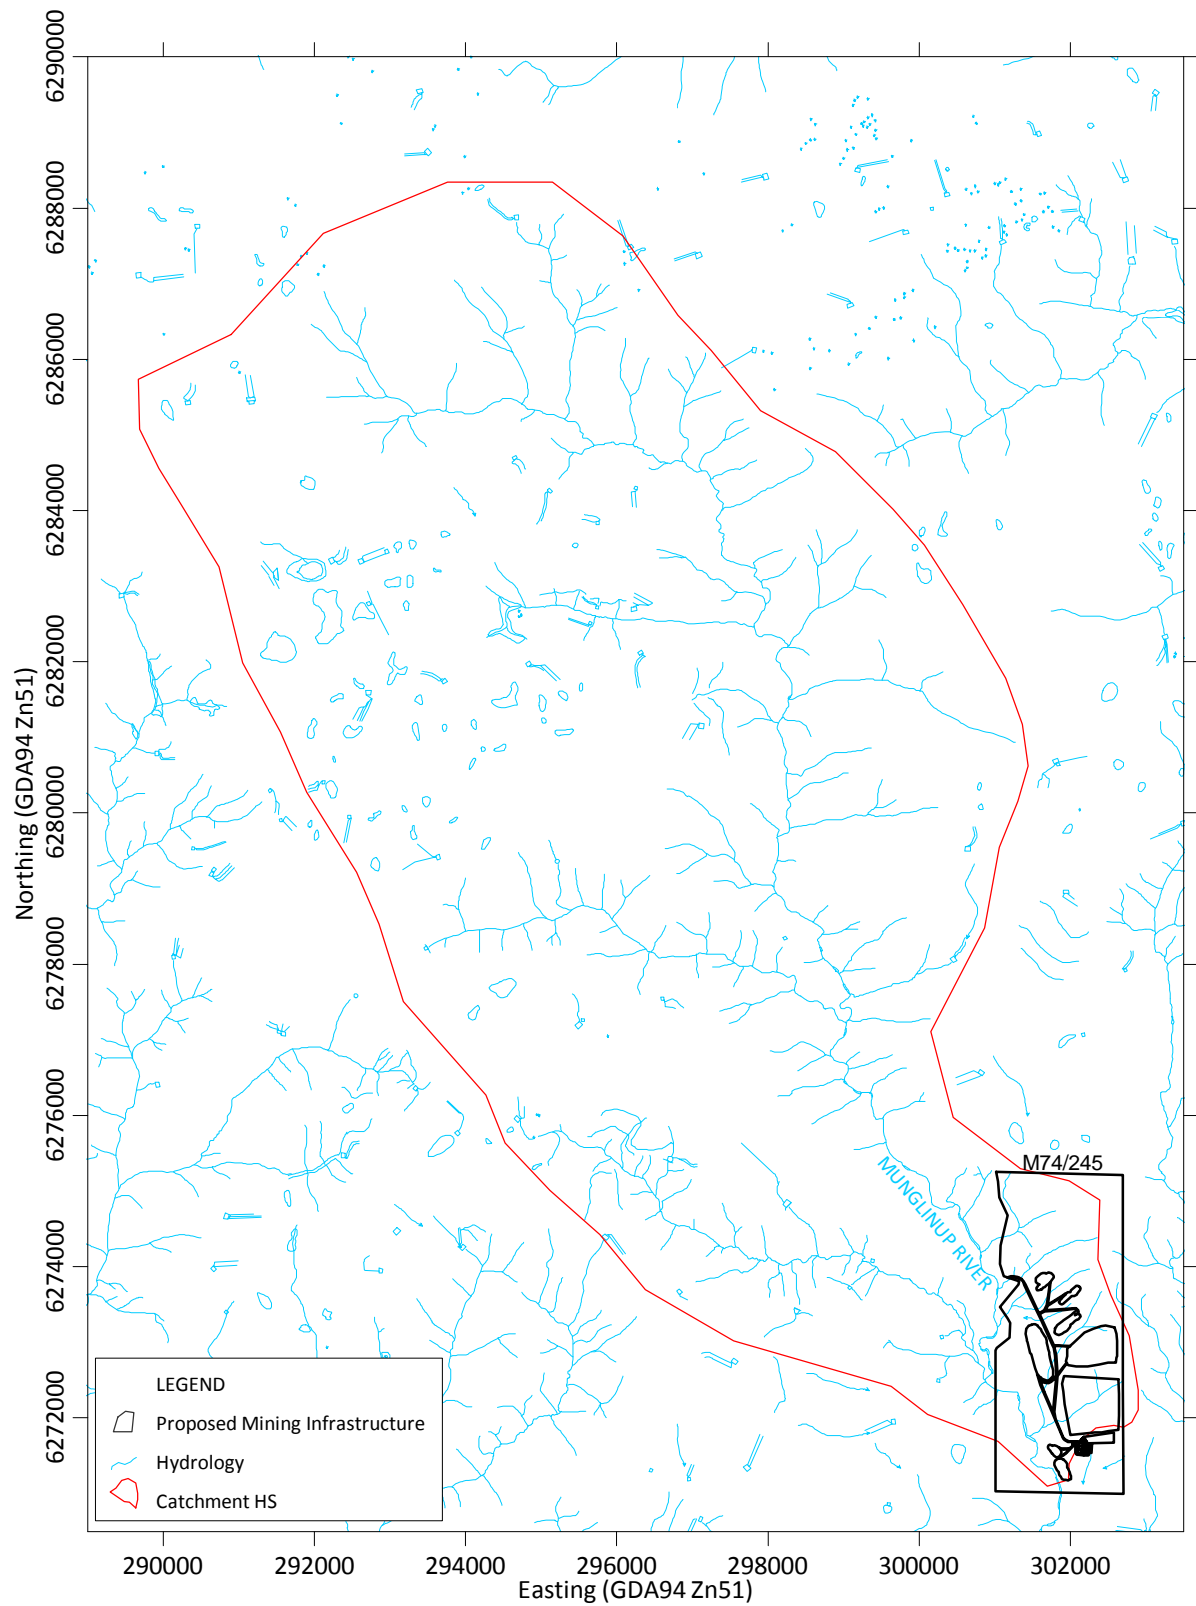 6290000
6288000
6286000
6284000
6282000
6280000
6278000
6276000
6274000
6272000
Northing (GDA94 Zn51)
M74/245
MUNGLINUP RIVER
LEGEND
Proposed Mining Infrastructure
Hydrology
Catchment HS
290000
292000
294000
296000
298000
300000
302000
Easting (GDA94 Zn51)